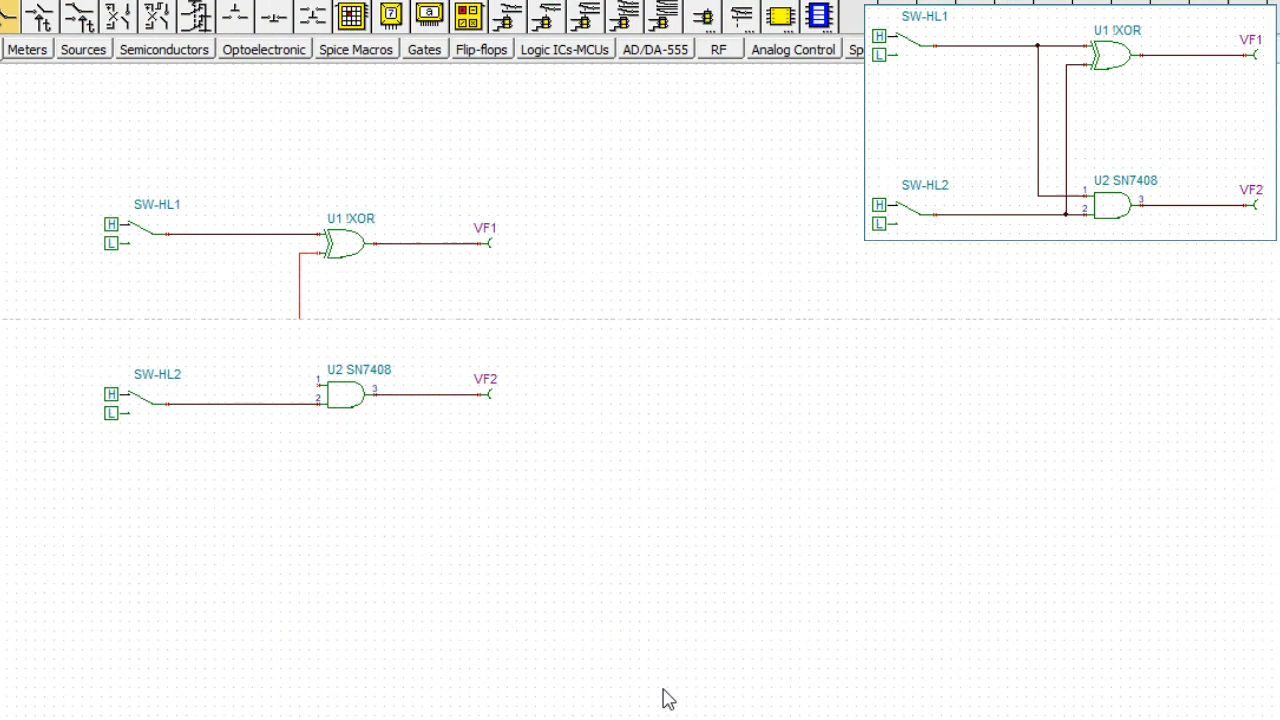 Meters Sources Semiconductors Optoelectronic Spice Macros Gates Flip-flops Logic ICs-MCUs AD/DA-555 RF Analog Control Sp
SW-HL1
H
L
U1 !XOR
VF1
SW-HL2
H
L
U2 SN7408
1
2
3
VF2
SW-HL1
H
L
U1 !XOR
VF1
SW-HL2
H
L
U2 SN7408
1
2
3
VF2